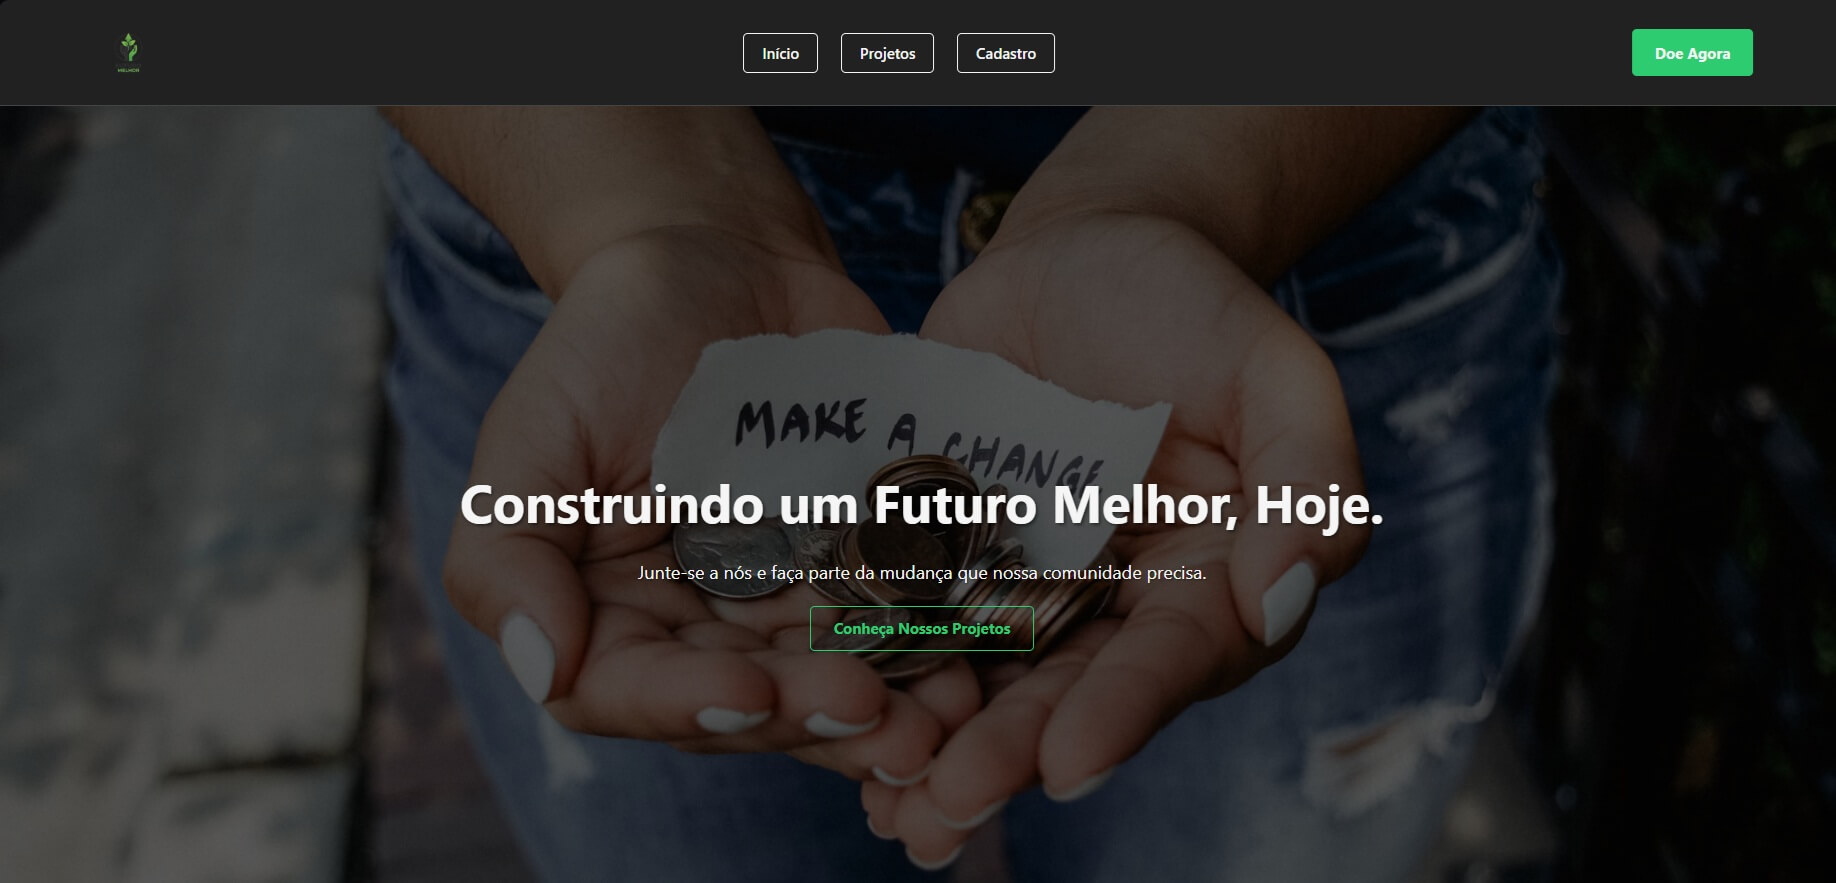 MELHOR
Início
Projetos
Cadastro
Doe Agora
MAKE A CHANGE
Construindo um Futuro Melhor, Hoje.
Junte-se a nós e faça parte da mudança que nossa comunidade precisa.
Conheça Nossos Projetos